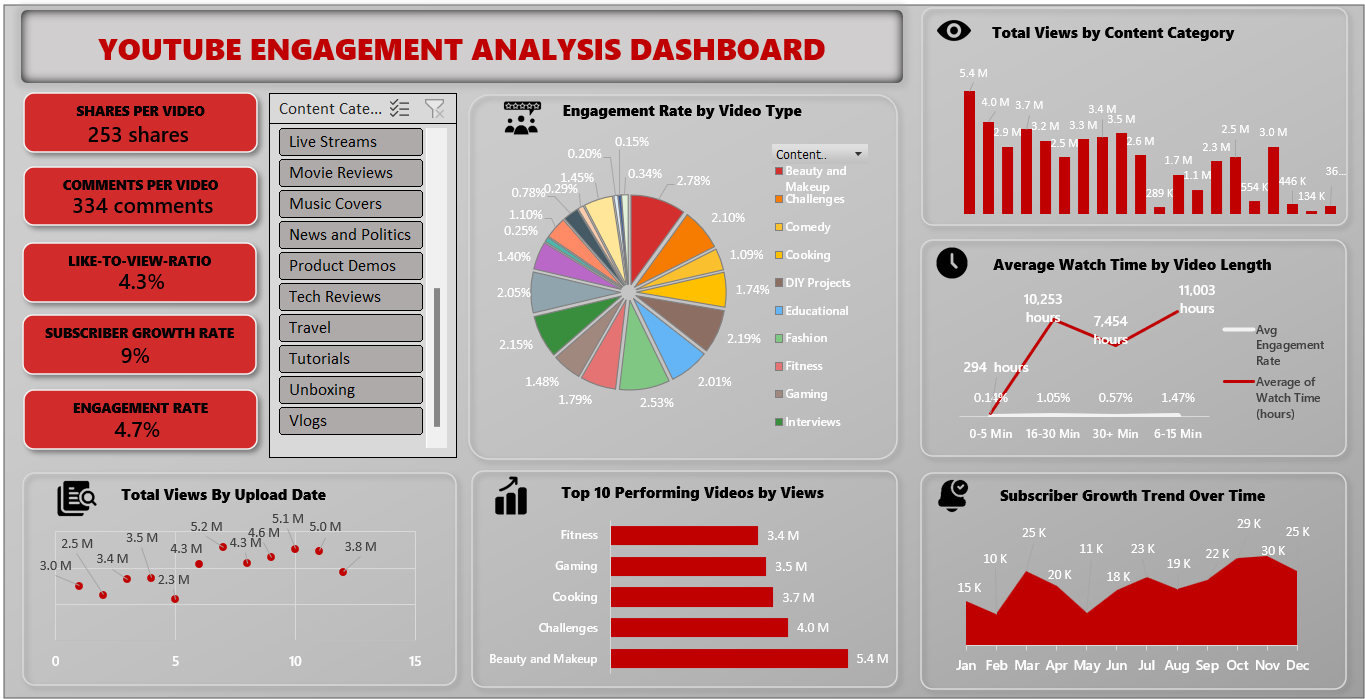 YOUTUBE ENGAGEMENT ANALYSIS DASHBOARD
SHARES PER VIDEO
253 shares
COMMENTS PER VIDEO
334 comments
LIKE-TO-VIEW-RATIO
4.3%
SUBSCRIBER GROWTH RATE
9%
ENGAGEMENT RATE
4.7%
Content Cate...
Live Streams
Movie Reviews
Music Covers
News and Politics
Product Demos
Tech Reviews
Travel
Tutorials
Unboxing
Vlogs
Engagement Rate by Video Type
0.15%
0.20%
0.34%
1.45%
2.78%
0.78%
0.29%
1.10%
2.10%
0.25%
1.09%
1.40%
1.74%
2.05%
2.19%
2.15%
2.01%
1.48%
1.79%
2.53%
Content..
Beauty and
Makeup
Challenges
Comedy
Cooking
DIY Projects
Educational
Fashion
Fitness
Gaming
Interviews
Total Views by Content Category
5.4 M
4.0 M
2.9 M
3.7 M
3.2 M
2.5 M
3.3 M
3.4 M
3.5 M
2.6 M
289 K
1.7 M
1.1 M
2.3 M
2.5 M
554 K
3.0 M
446 K
134 K
36...
Average Watch Time by Video Length
294 hours
10,253
hours
7,454
hours
11,003
hours
0.14%
1.05%
0.57%
1.47%
0-5 Min
16-30 Min
30+ Min
6-15 Min
Avg
Engagement
Rate
Average of
Watch Time
(hours)
Total Views By Upload Date
3.0 M
2.5 M
3.4 M
3.5 M
2.3 M
4.3 M
5.2 M
4.3 M
4.6 M
5.1 M
5.0 M
3.8 M
0
5
10
15
Top 10 Performing Videos by Views
Fitness
3.4 M
Gaming
3.5 M
Cooking
3.7 M
Challenges
4.0 M
Beauty and Makeup
5.4 M
Subscriber Growth Trend Over Time
15 K
10 K
25 K
20 K
11 K
18 K
23 K
19 K
22 K
29 K
30 K
25 K
Jan
Feb
Mar
Apr
May
Jun
Jul
Aug
Sep
Oct
Nov
Dec